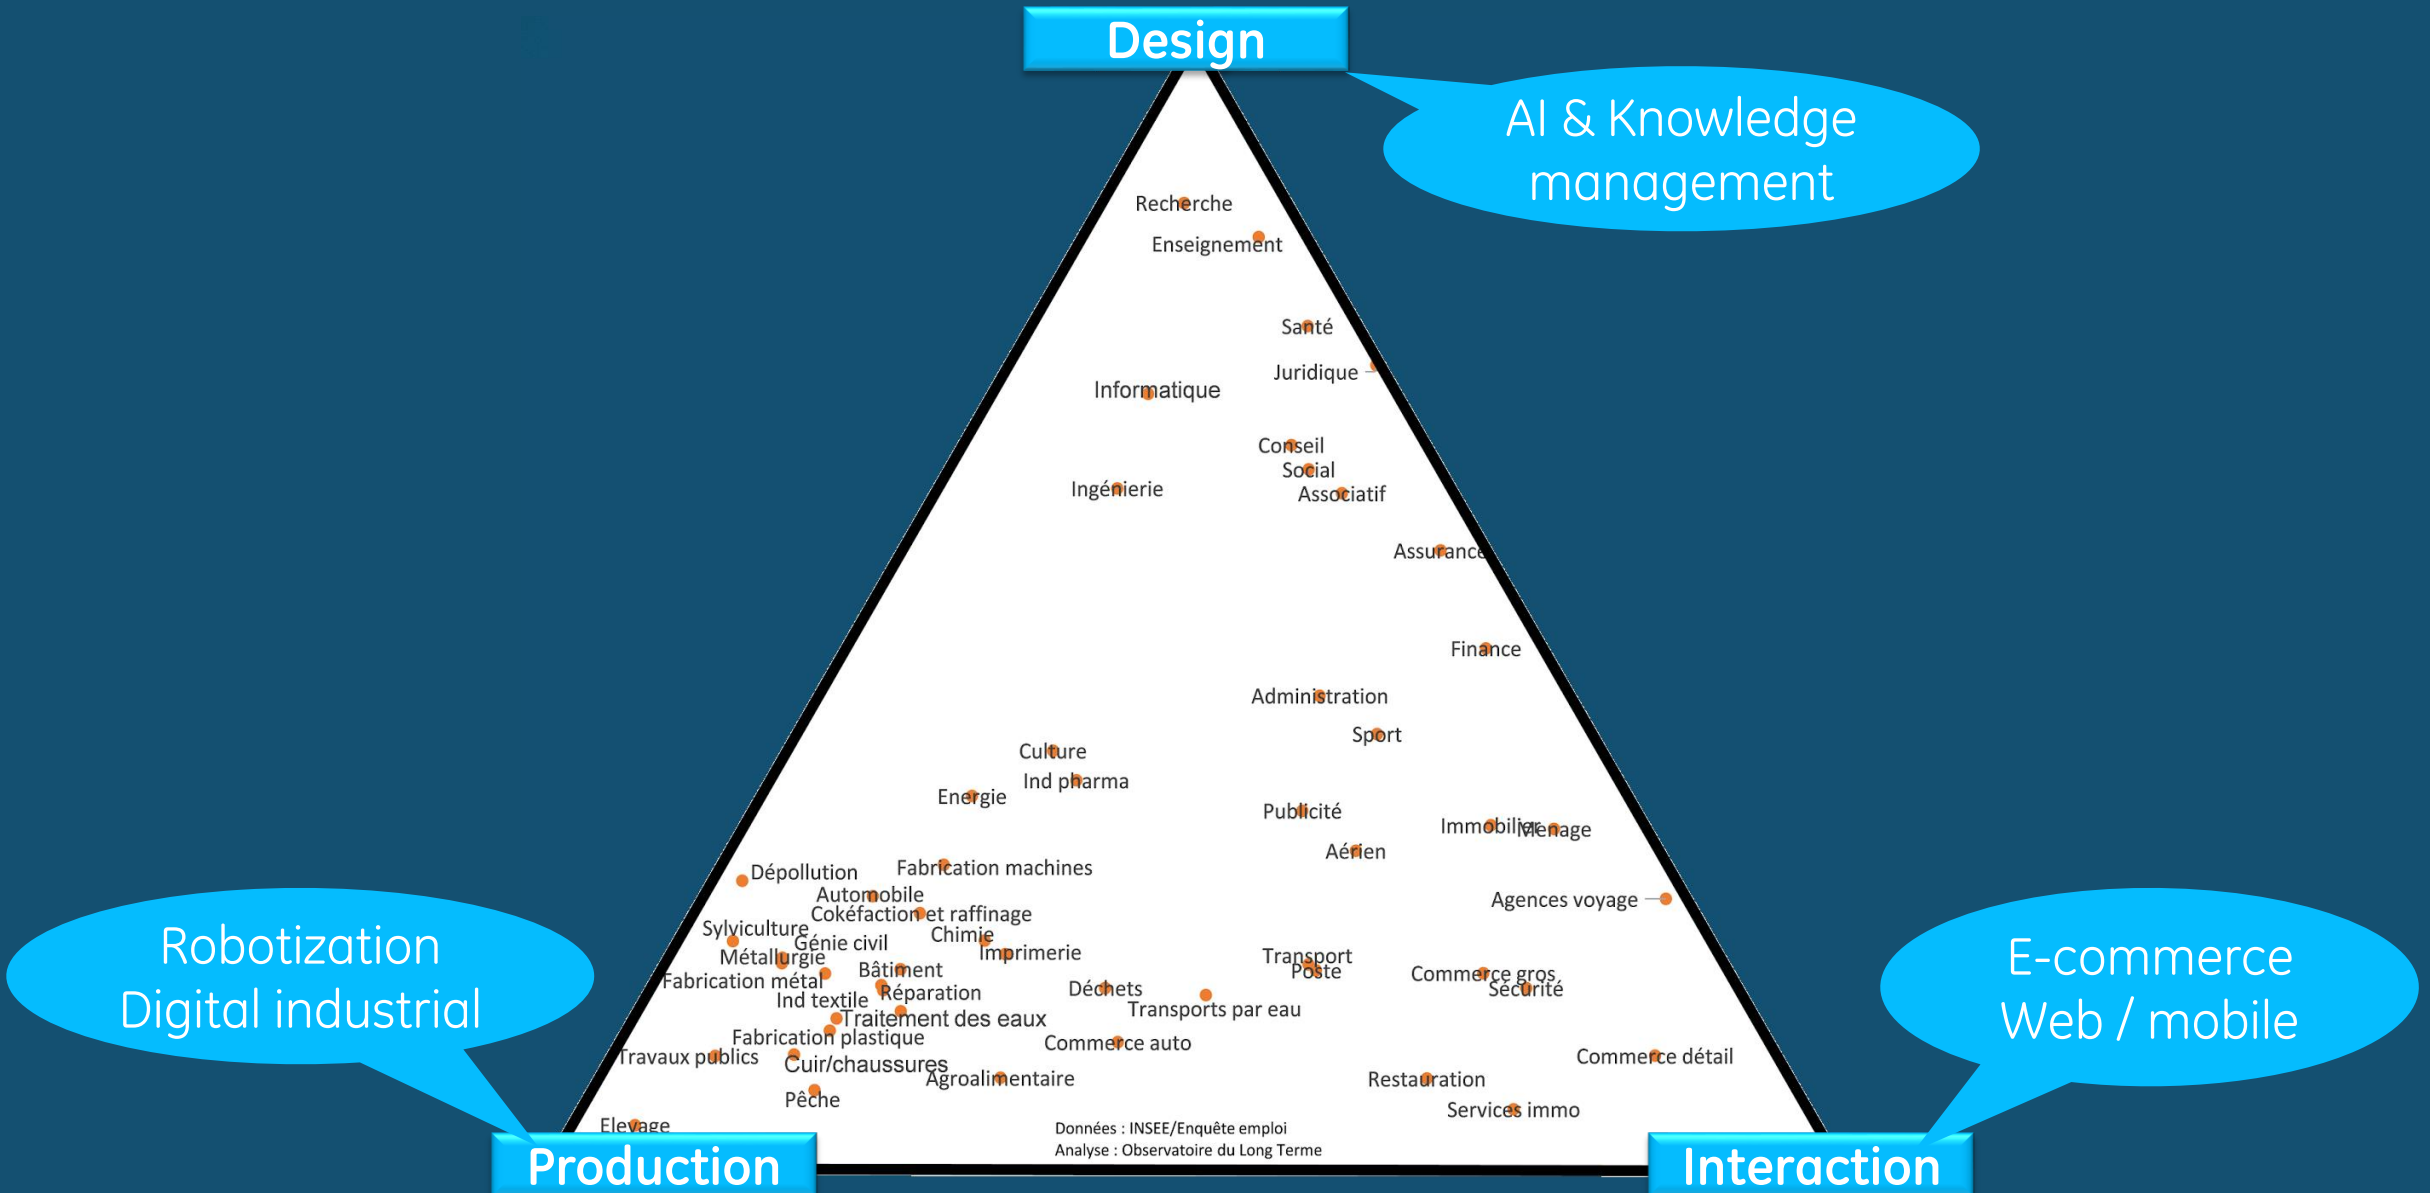 Design
AI & Knowledge
management
Recherche
Enseignement
Santé
Juridique
Informatique
Conseil
Social
Ingénierie
Associatif
Assurance
Finance
Administration
Sport
Culture
Ind pharma
Energie
Publicité
Immobilier
Ménage
Aérien
Fabrication machines
Dépollution
Automobile
Agences voyage
Cokéfaction et raffinage
Sylviculture
Chimie
Génie civil
Imprimerie
Métallurgie
Transport
Bâtiment
Poste
Commerce gros
Fabrication métal
Déchets
Sécurité
Ind textile
Réparation
Transports par eau
Traitement des eaux
Fabrication plastique
Commerce auto
Travaux publics
Commerce détail
Cuir/chaussures
Agroalimentaire
Restauration
Pêche
Services immo
Elevage
Données : INSEE/Enquête emploi
Analyse : Observatoire du Long Terme
Robotization
Digital industrial
E-commerce
Web / mobile
Production
Interaction